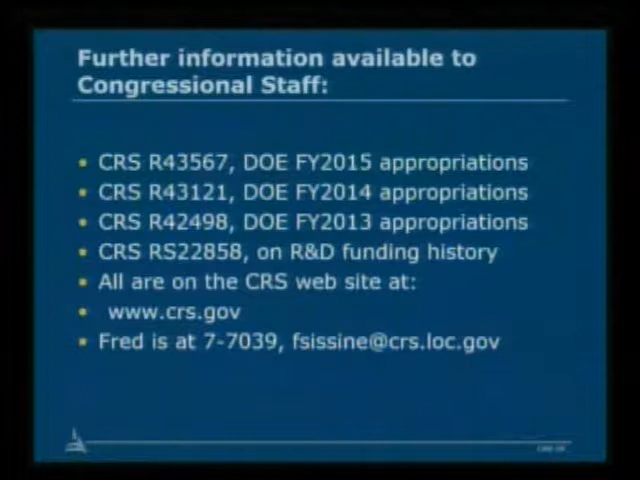 Further information available to
Congressional Staff:
• CRS R43567, DOE FY2015 appropriations
• CRS R43121, DOE FY2014 appropriations
• CRS R42498, DOE FY2013 appropriations
• CRS RS22858, on R&D funding history
• All are on the CRS web site at:
• www.crs.gov
• Fred is at 7-7039, fsissine@crs.loc.gov